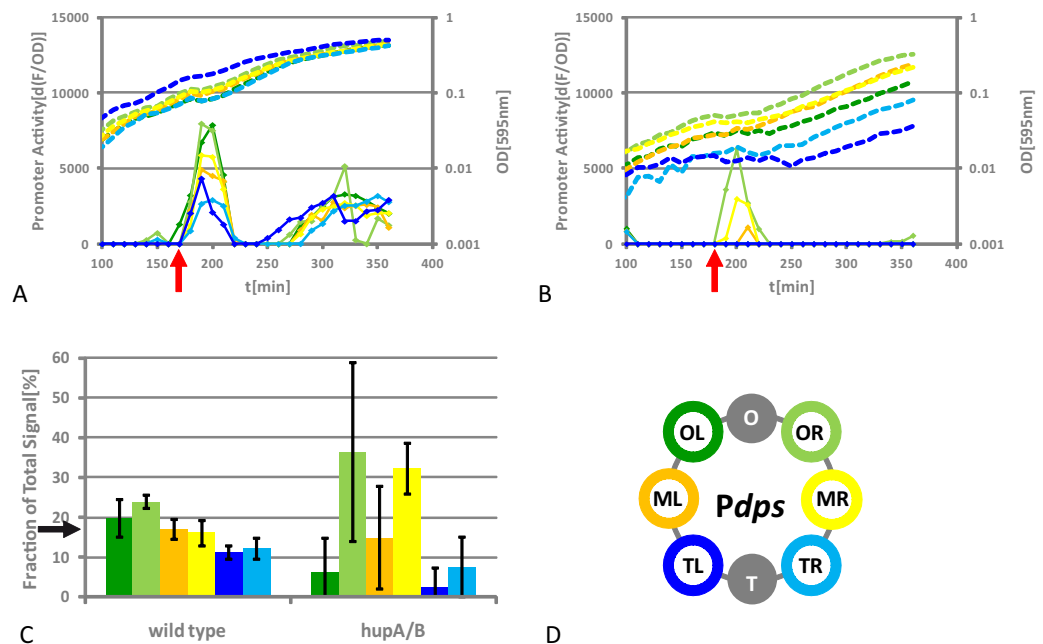 15000
10000
5000
0
Promoter Activity[d(F/OD)]
1
0.1
0.01
0.001
OD[595nm]
100
150
200
250
300
350
400
t[min]
A
15000
10000
5000
0
Promoter Activity[d(F/OD)]
1
0.1
0.01
0.001
OD[595nm]
100
150
200
250
300
350
400
t[min]
B
60
50
40
30
20
10
0
Fraction of Total Signal[%]
wild type
hupA/B
C
O
OL
OR
ML
Pdps
MR
TL
TR
T
D